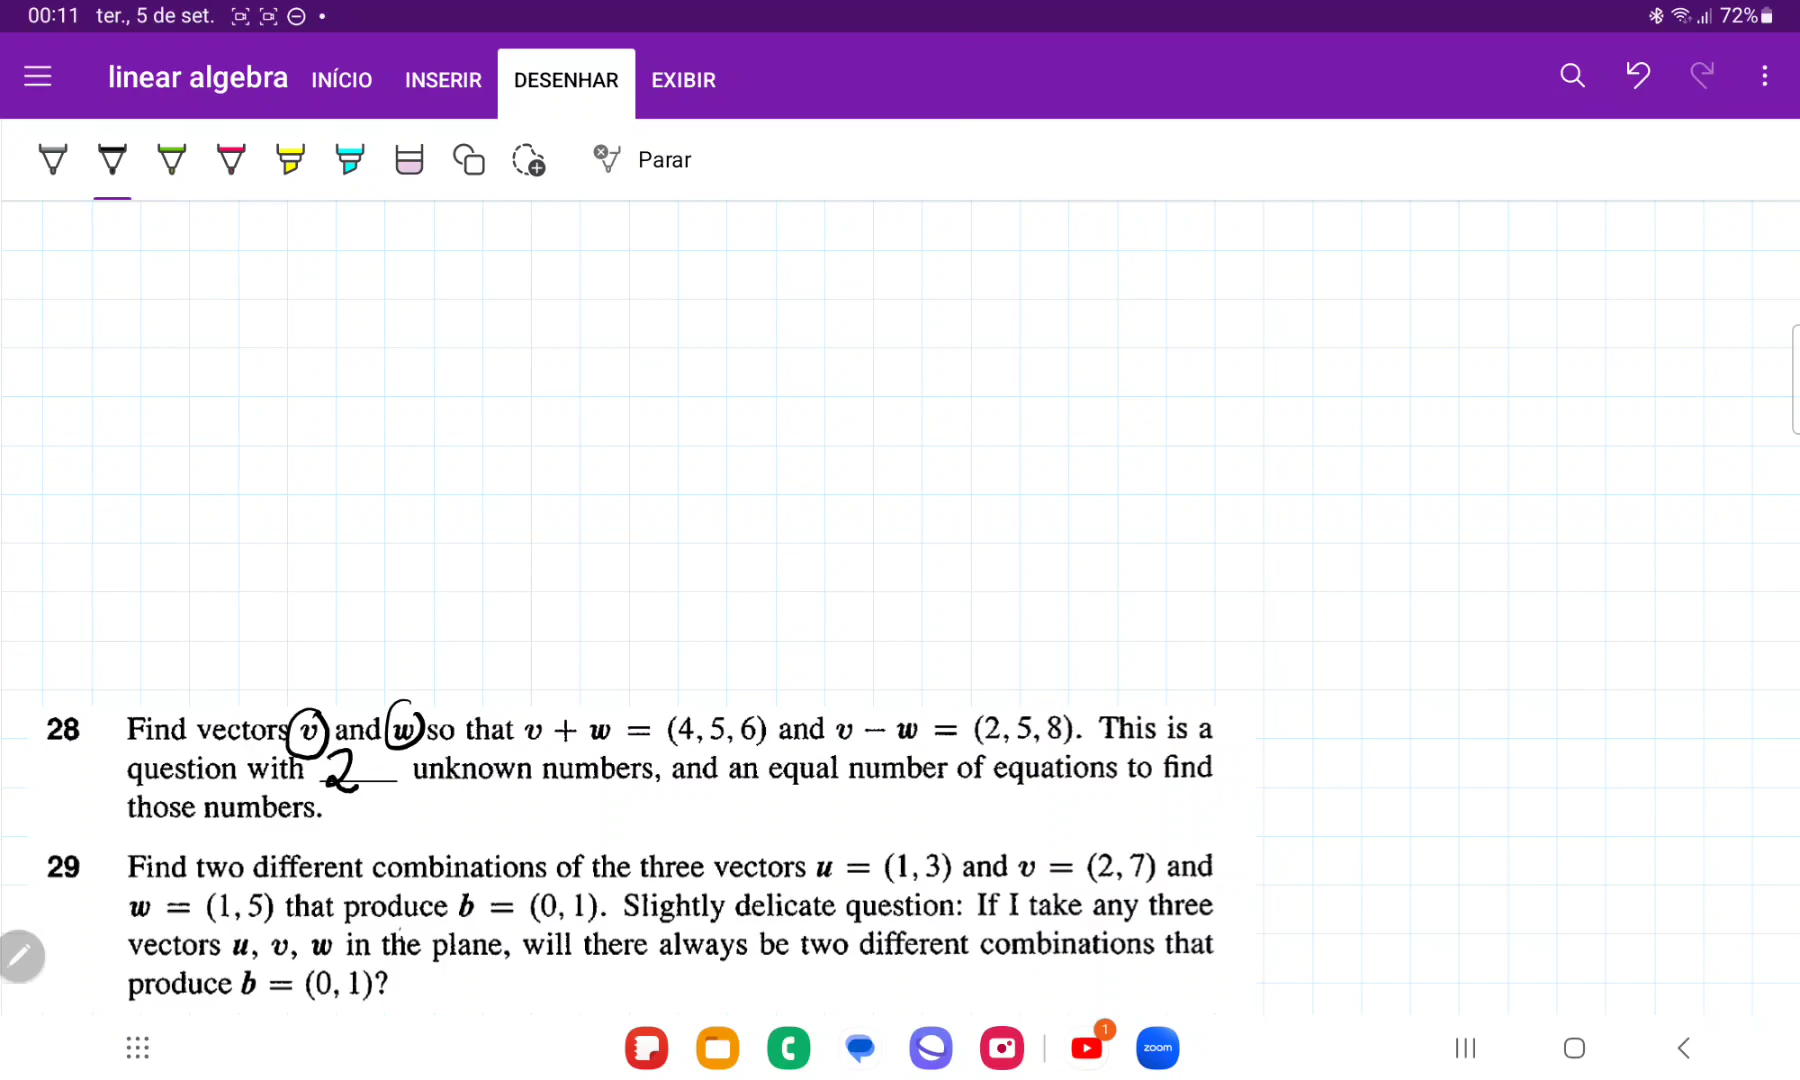 00:11 ter., 5 de set. 72%
linear algebra INÍCIO INSERIR DESENHAR EXIBIR
Parar
28 Find vectors v and w so that v + w = (4, 5, 6) and v − w = (2, 5, 8). This is a
question with 2 unknown numbers, and an equal number of equations to find
those numbers.
29 Find two different combinations of the three vectors u = (1, 3) and v = (2, 7) and
w = (1, 5) that produce b = (0, 1). Slightly delicate question: If I take any three
vectors u, v, w in the plane, will there always be two different combinations that
produce b = (0, 1)?
1
zoom